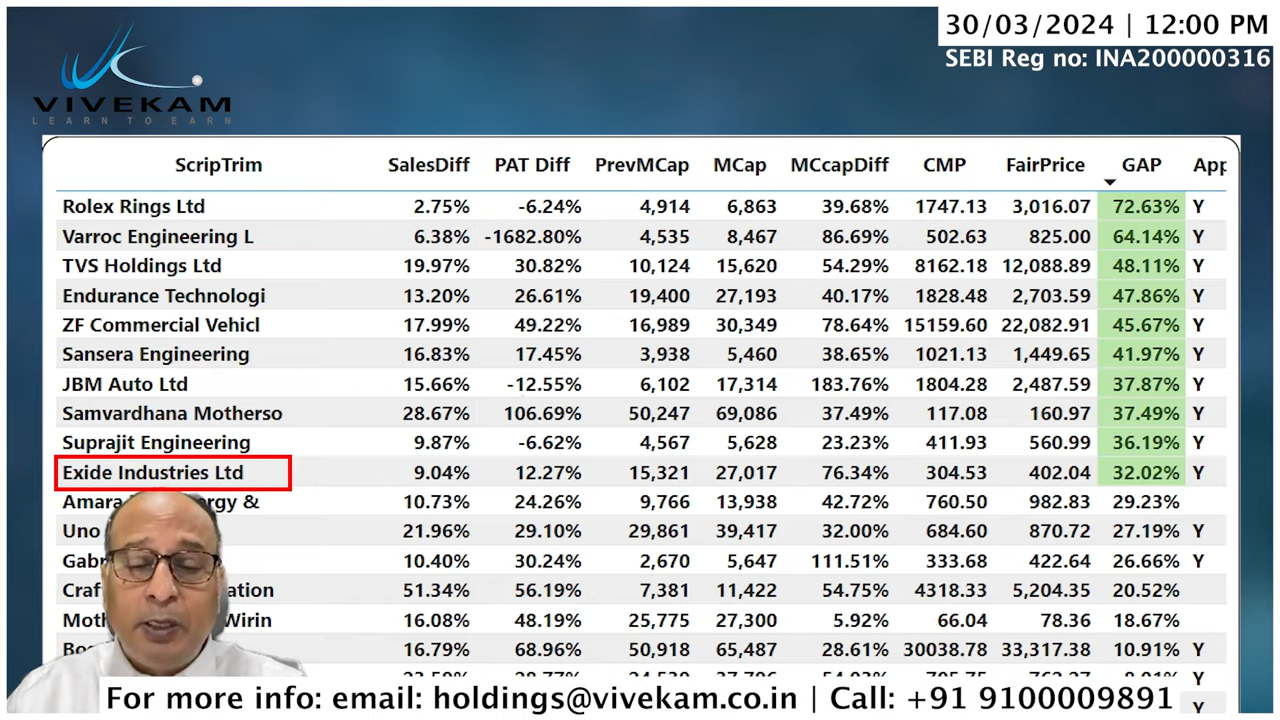 30/03/2024 | 12:00 PM
SEBI Reg no: INA200000316
VIVEKAM
LEARN TO EARN
ScripTrim SalesDiff PAT Diff PrevMCap MCap MCcapDiff CMP FairPrice GAP App
Rolex Rings Ltd 2.75% -6.24% 4,914 6,863 39.68% 1747.13 3,016.07 72.63% Y
Varroc Engineering L 6.38% -1682.80% 4,535 8,467 86.69% 502.63 825.00 64.14% Y
TVS Holdings Ltd 19.97% 30.82% 10,124 15,620 54.29% 8162.18 12,088.89 48.11% Y
Endurance Technologi 13.20% 26.61% 19,400 27,193 40.17% 1828.48 2,703.59 47.86% Y
ZF Commercial Vehicl 17.99% 49.22% 16,989 30,349 78.64% 15159.60 22,082.91 45.67% Y
Sansera Engineering 16.83% 17.45% 3,938 5,460 38.65% 1021.13 1,449.65 41.97% Y
JBM Auto Ltd 15.66% -12.55% 6,102 17,314 183.76% 1804.28 2,487.59 37.87% Y
Samvardhana Motherso 28.67% 106.69% 50,247 69,086 37.49% 117.08 160.97 37.49% Y
Suprajit Engineering 9.87% -6.62% 4,567 5,628 23.23% 411.93 560.99 36.19% Y
Exide Industries Ltd 9.04% 12.27% 15,321 27,017 76.34% 304.53 402.04 32.02% Y
Amara & 10.73% 24.26% 9,766 13,938 42.72% 760.50 982.83 29.23%
Uno 21.96% 29.10% 29,861 39,417 32.00% 684.60 870.72 27.19% Y
10.40% 30.24% 2,670 5,647 111.51% 333.68 422.64 26.66% Y
51.34% 56.19% 7,381 11,422 54.75% 4318.33 5,204.35 20.52%
Wirin 16.08% 48.19% 25,775 27,300 5.92% 66.04 78.36 18.67%
16.79% 68.96% 50,918 65,487 28.61% 30038.78 33,317.38 10.91% Y
Y
For more info: email: holdings@vivekam.co.in | Call: +91 9100009891